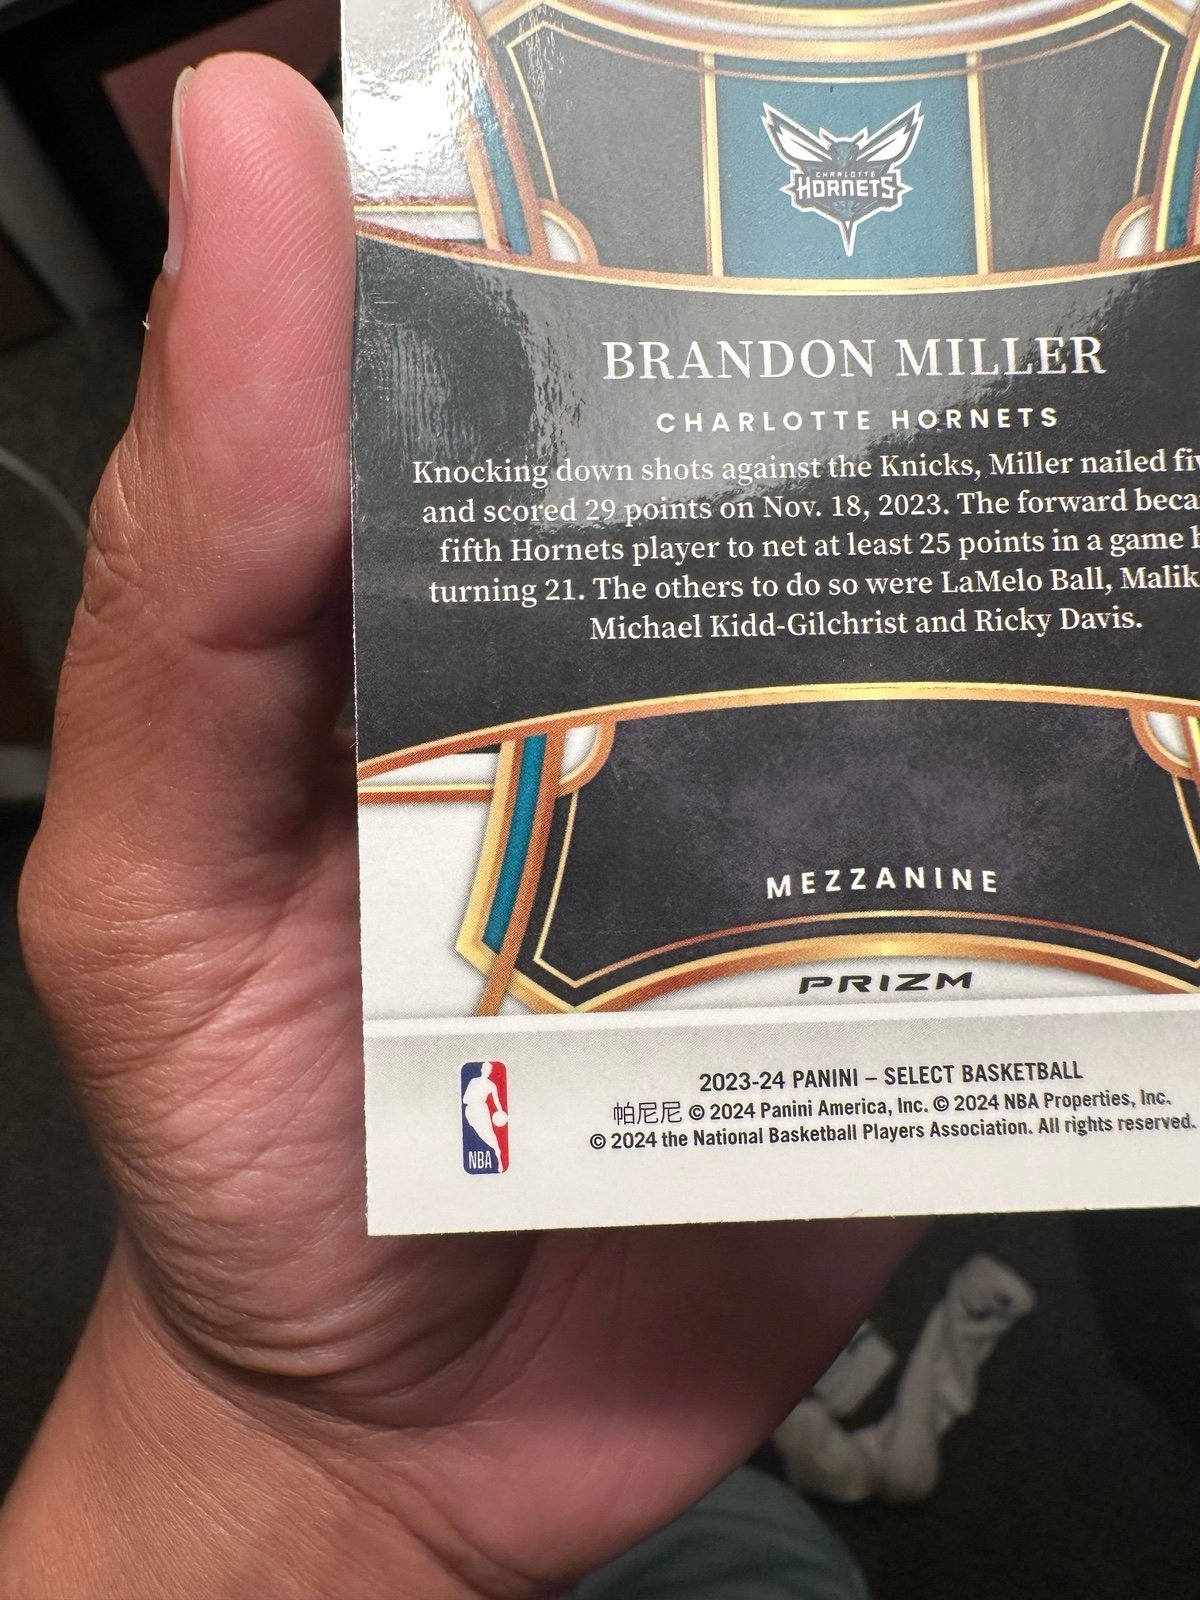 CHARLOTTE
HORNETS
BRANDON MILLER
CHARLOTTE HORNETS
Knocking down shots against the Knicks, Miller nailed
and scored 29 points on Nov. 18, 2023. The forward
fifth Hornets player to net at least 25 points in a game
turning 21. The others to do so were LaMelo Ball, Malik
Michael Kidd-Gilchrist and Ricky Davis.
MEZZANINE
PRIZM
NBA
2023-24 PANINI – SELECT BASKETBALL
帕尼尼 © 2024 Panini America, Inc. © 2024 NBA Properties, Inc.
© 2024 the National Basketball Players Association. All rights reserved.